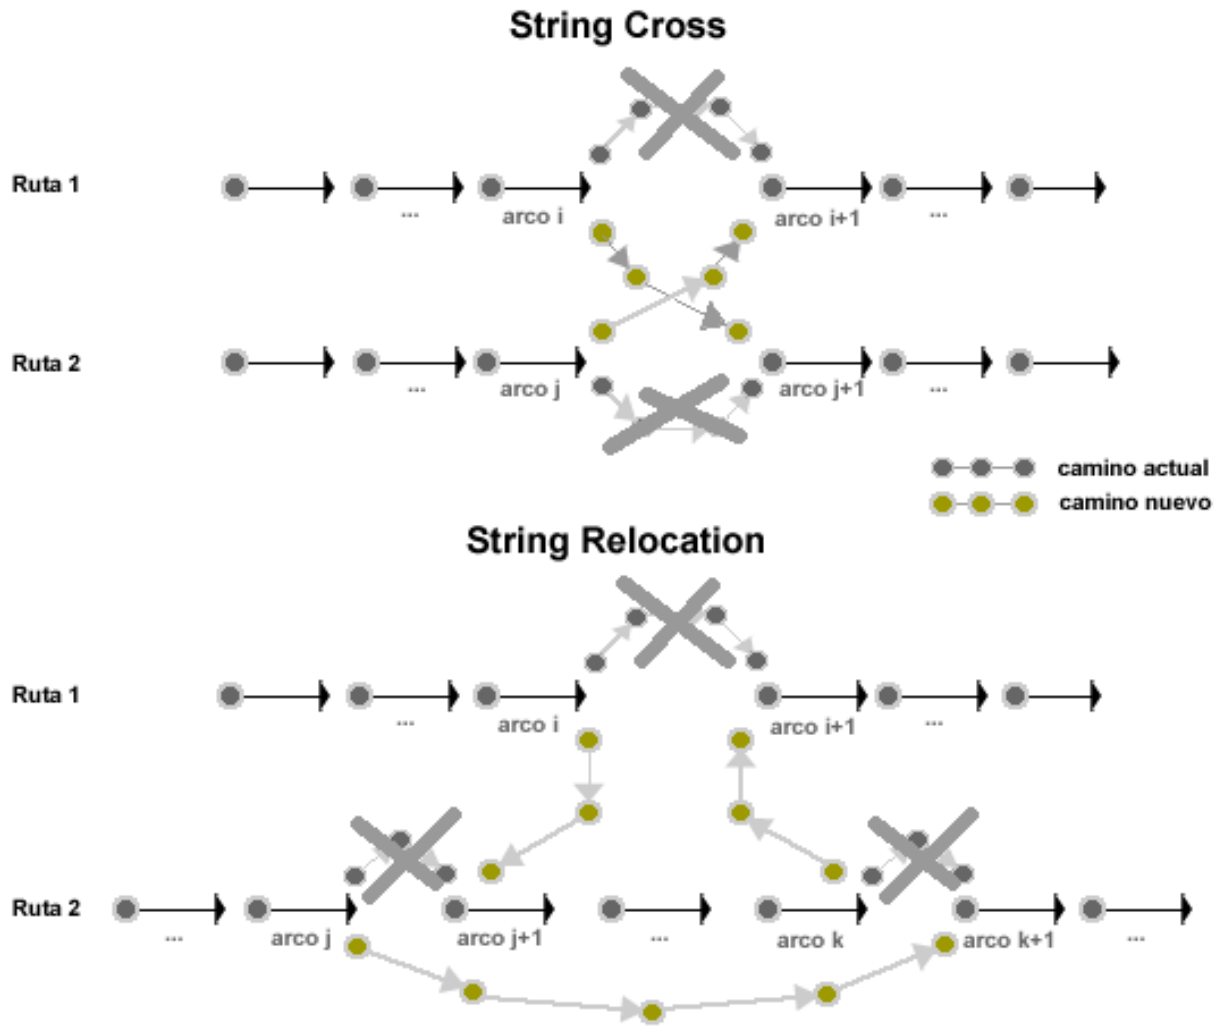 String Cross
Ruta 1
... arco i arco i+1 ...
Ruta 2
... arco j arco j+1 ...
camino actual
camino nuevo
String Relocation
Ruta 1
... arco i arco i+1 ...
Ruta 2
... arco j arco j+1 ... arco k arco k+1 ...